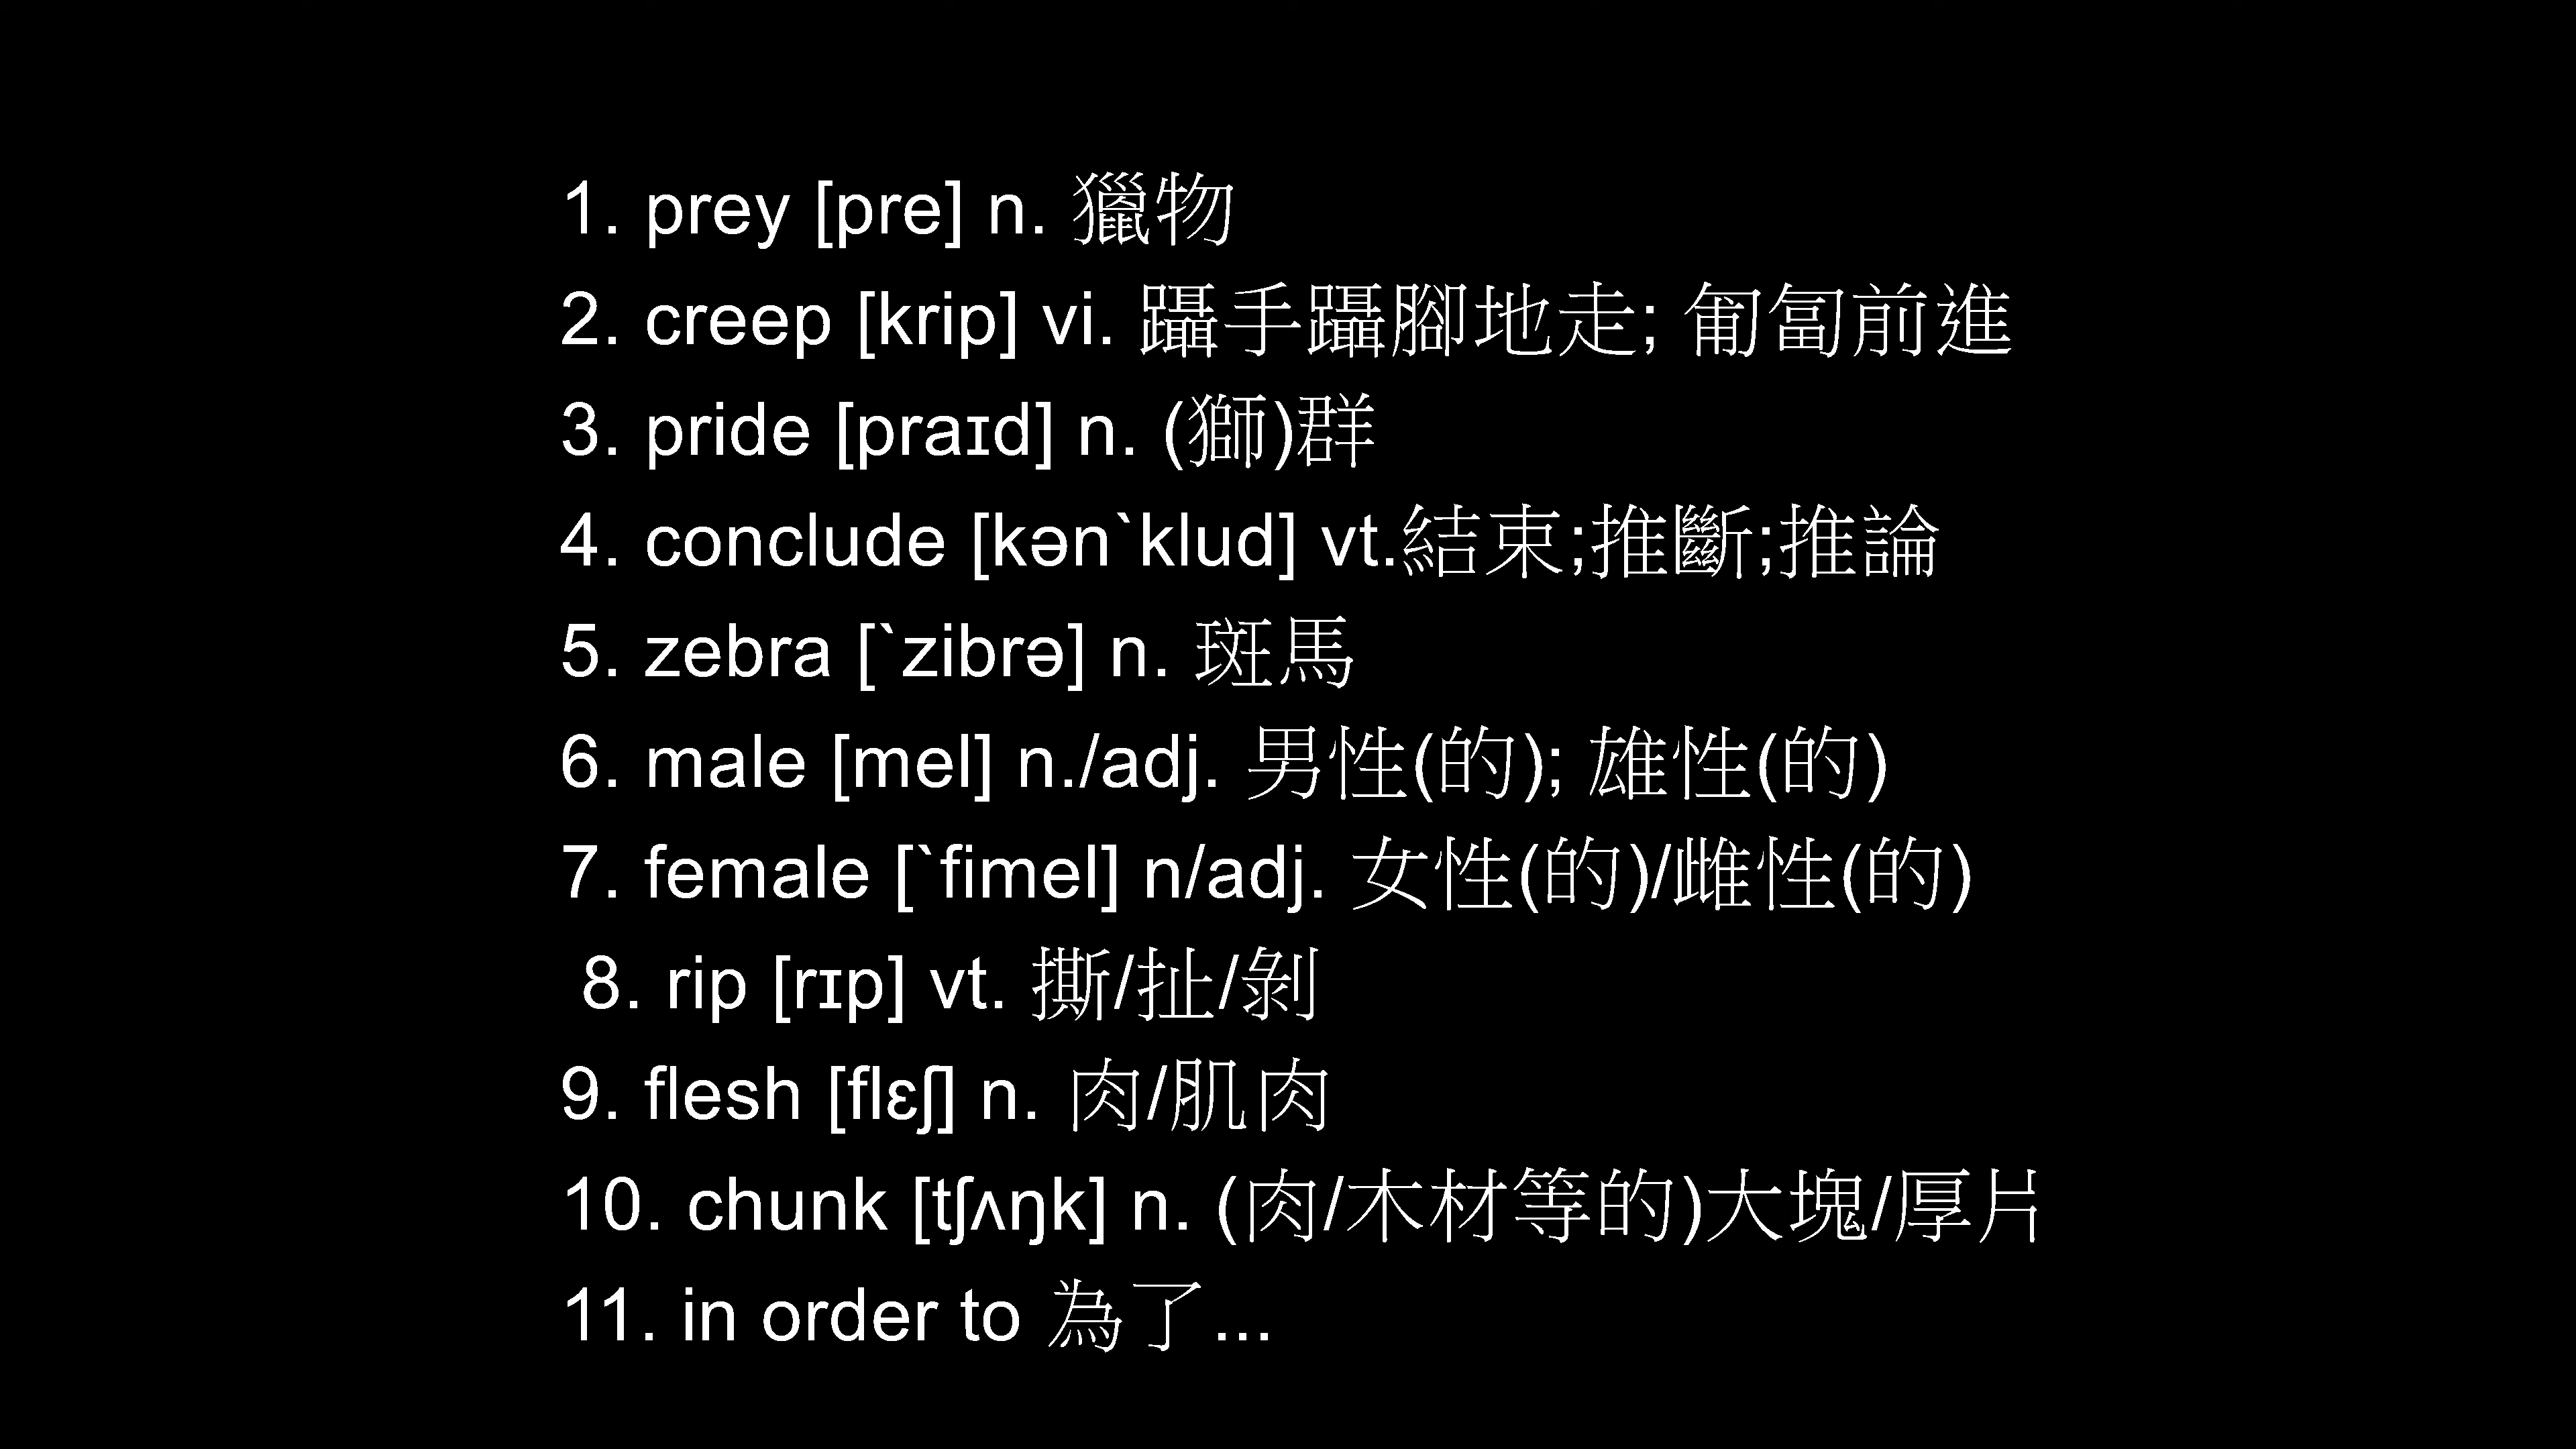 1. prey [pre] n. 獵物
2. creep [krip] vi. 躡手躡腳地走; 匍匐前進
3. pride [praɪd] n. (獅)群
4. conclude [kənˋklud] vt.結束;推斷;推論
5. zebra [ˋzibrə] n. 斑馬
6. male [mel] n./adj. 男性(的); 雄性(的)
7. female [ˋfimel] n/adj. 女性(的)/雌性(的)
8. rip [rɪp] vt. 撕/扯/剝
9. flesh [flɛʃ] n. 肉/肌肉
10. chunk [tʃʌŋk] n. (肉/木材等的)大塊/厚片
11. in order to 為了...